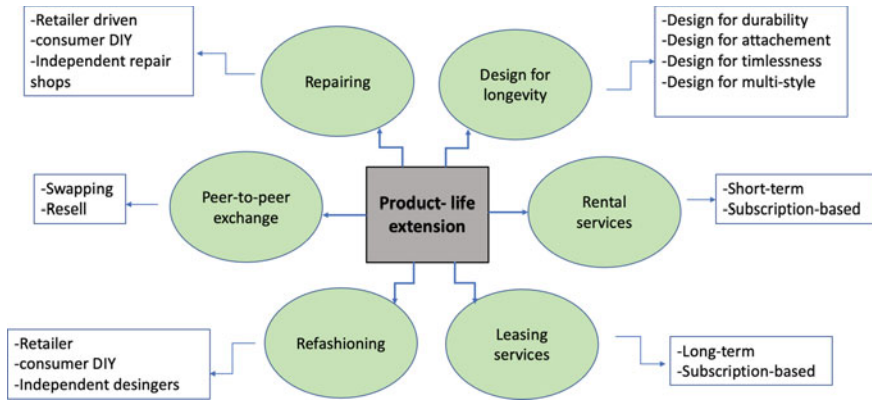 -Retailer driven
-consumer DIY
-Independent repair
shops
Repairing
Design for
longevity
-Design for durability
-Design for attachement
-Design for timlessness
-Design for multi-style
-Swapping
-Resell
Peer-to-peer
exchange
Product- life
extension
Rental
services
-Short-term
-Subscription-based
-Retailer
-consumer DIY
-Independent desingers
Refashioning
Leasing
services
-Long-term
-Subscription-based